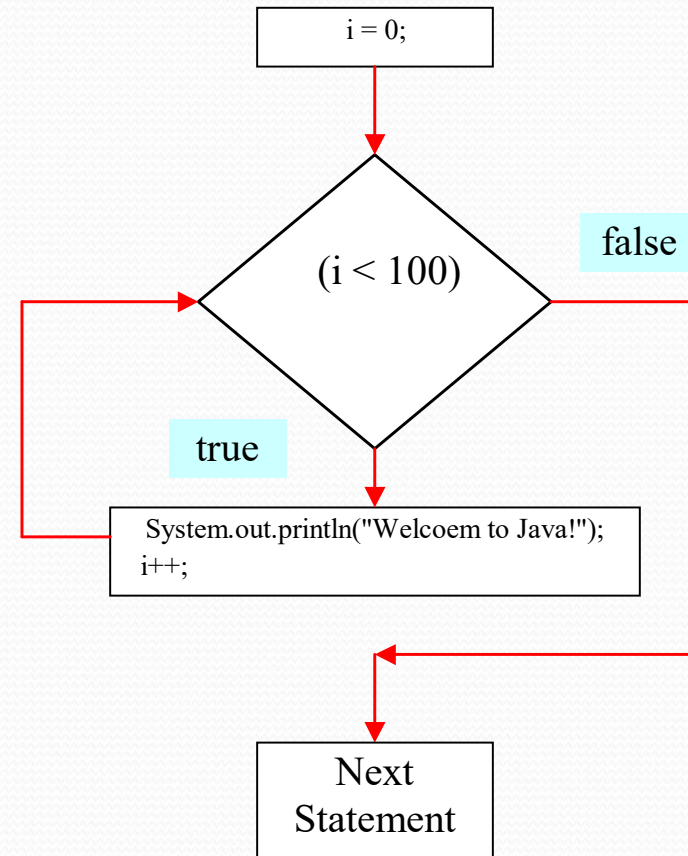 i = 0;
(i < 100)
false
true
System.out.println("Welcoem to Java!");
i++;
Next
Statement